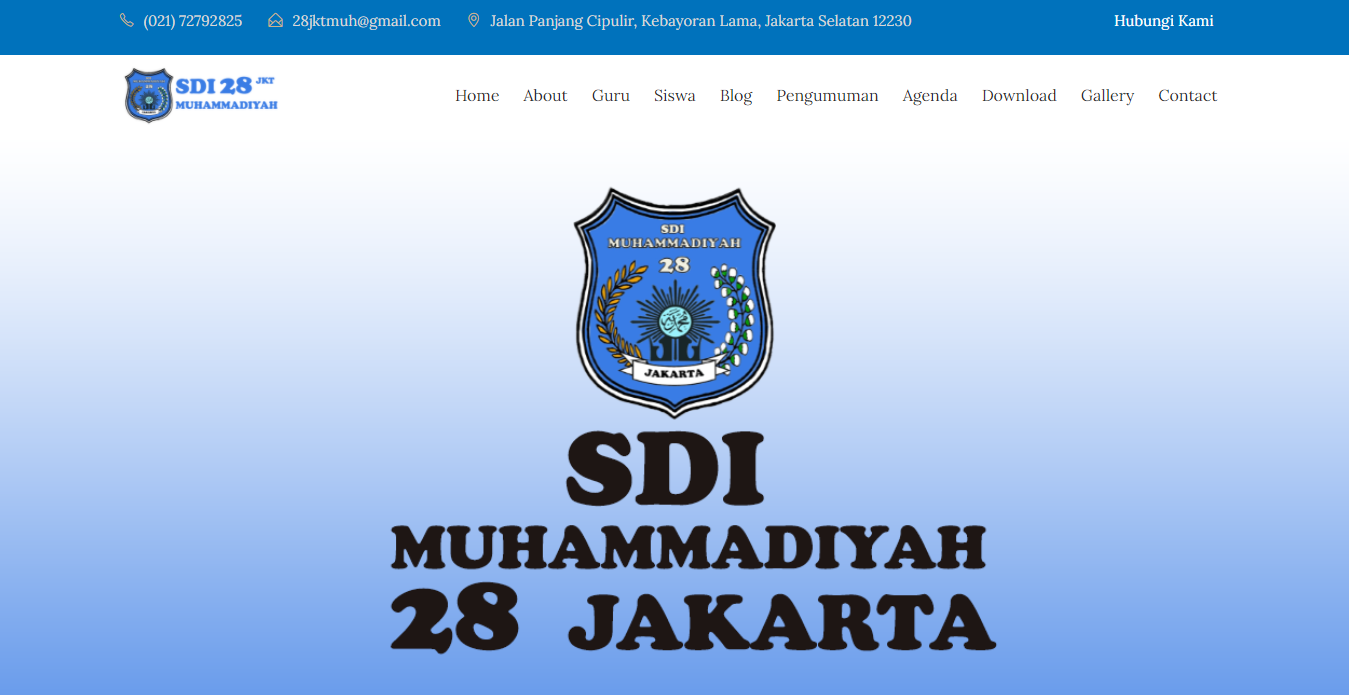 (021) 72792825 28jktmuh@gmail.com Jalan Panjang Cipulir, Kebayoran Lama, Jakarta Selatan 12230 Hubungi Kami
SDI 28 JKT
MUHAMMADIYAH
Home About Guru Siswa Blog Pengumuman Agenda Download Gallery Contact
SDI
MUHAMMADIYAH
28
JAKARTA
SDI
MUHAMMADIYAH
28 JAKARTA